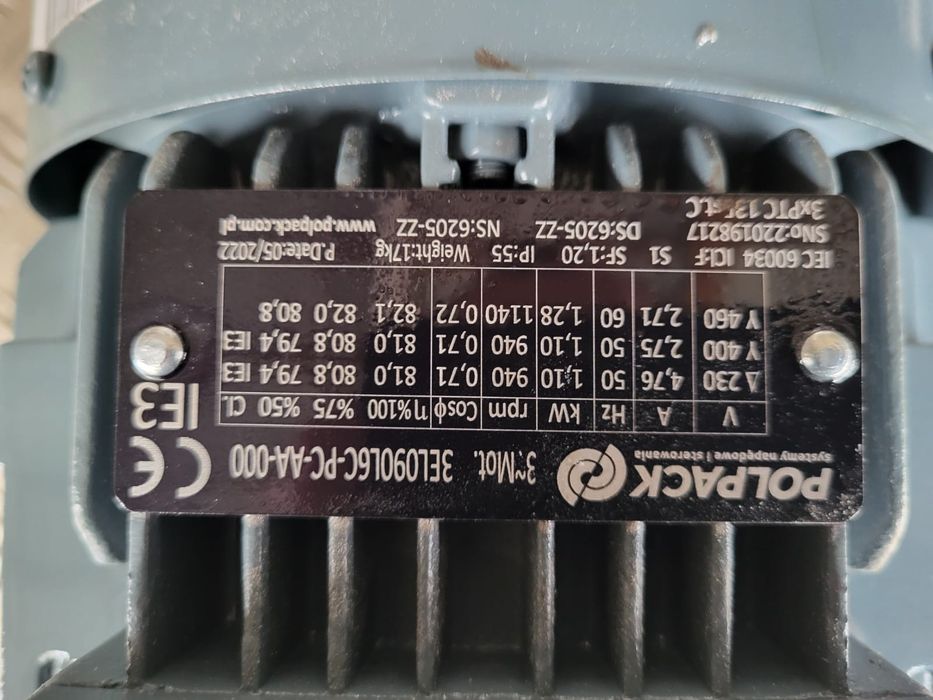 POLPACK 3~Mot. 3EL090L6C-PC-AA-000
systemy napędowe i sterowania
CE IE3
V A Hz kW rpm Cosϕ η%100 %75 %50 Cl.
Δ 230 4,76 50 1,10 940 0,71 81,0 80,8 79,4 IE3
Y 400 2,75 50 1,10 940 0,71 81,0 80,8 79,4 IE3
Y 460 2,71 60 1,28 1140 0,72 82,1 82,0 80,8
IEC 60034 ICl:F S1 SF:1,20 IP:55 Weight:17kg P.Date:05/2022
SNo:220198217 DS:6205-ZZ NS:6205-ZZ www.polpack.com.pl
3xPTC